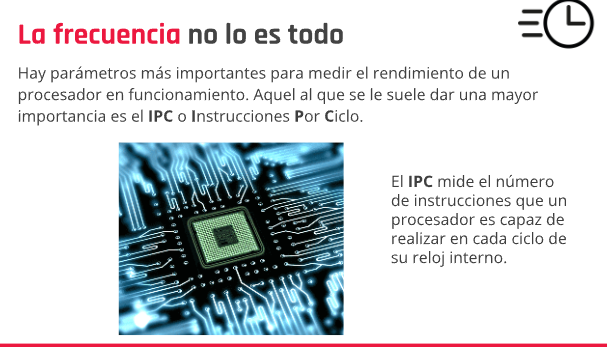 La frecuencia no lo es todo
Hay parámetros más importantes para medir el rendimiento de un
procesador en funcionamiento. Aquel al que se le suele dar una mayor
importancia es el IPC o Instrucciones Por Ciclo.
El IPC mide el número
de instrucciones que un
procesador es capaz de
realizar en cada ciclo de
su reloj interno.